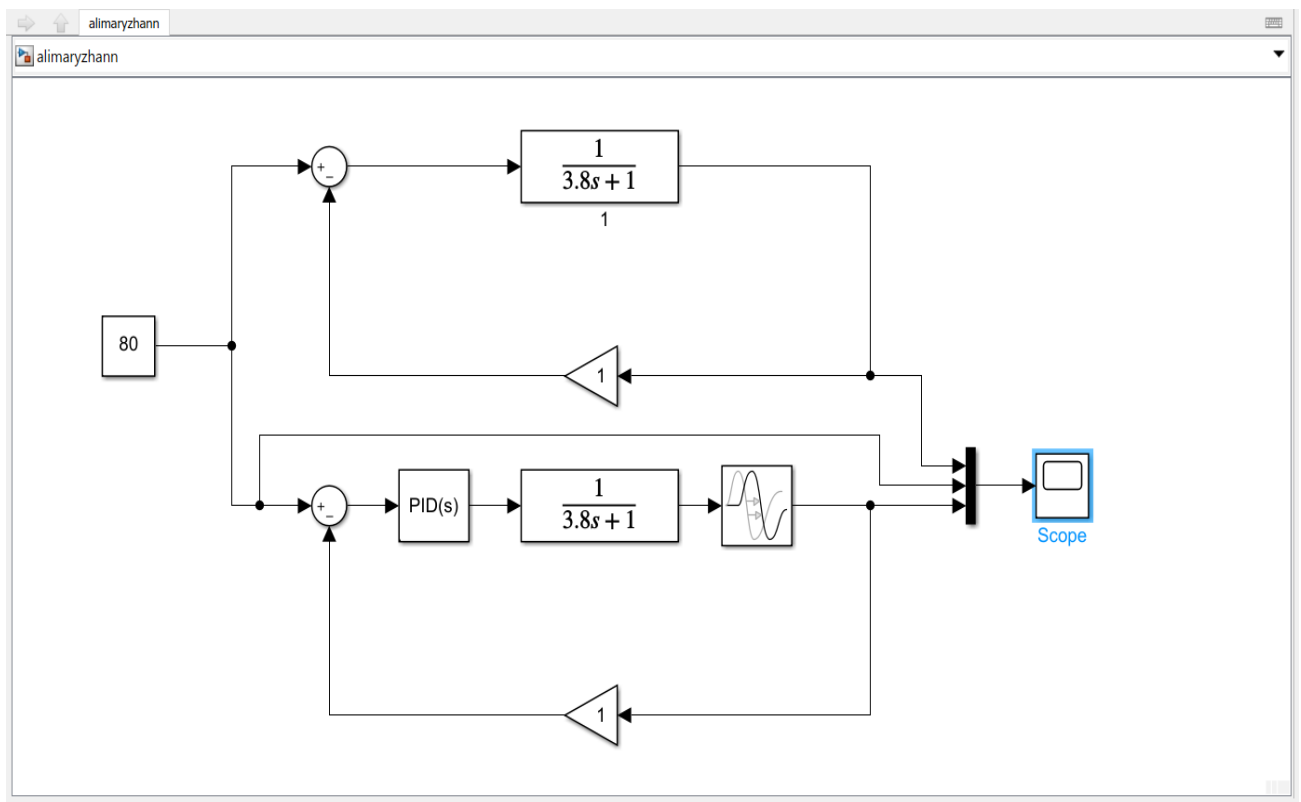 alimaryzhann
alimaryzhann
+
−
1
3.8s + 1
1
80
1
+
−
PID(s)
1
3.8s + 1
Scope
1